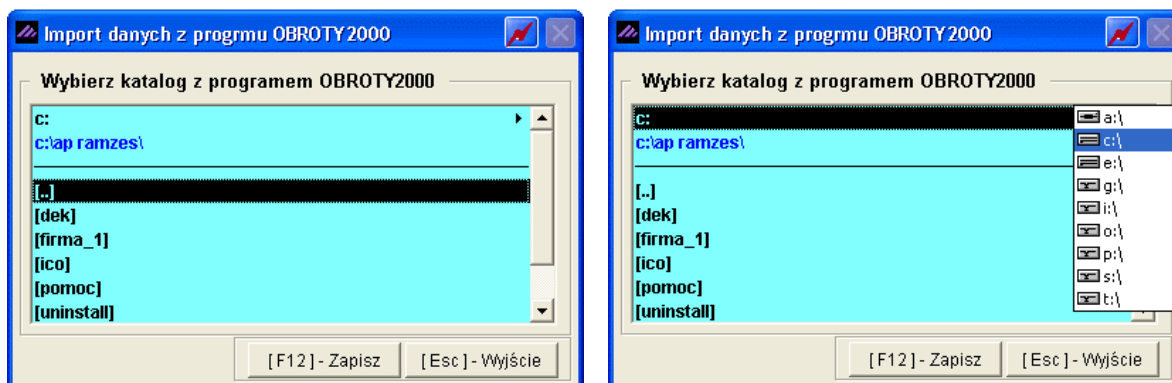 Import danych z progrmu OBROTY2000
Wybierz katalog z programem OBROTY2000
c:
c:\ap ramzes\
[..]
[dek]
[firma_1]
[ico]
[pomoc]
[uninstall]
[F12] - Zapisz
[Esc] - Wyjście
Import danych z progrmu OBROTY2000
Wybierz katalog z programem OBROTY2000
c:
c:\ap ramzes\
[..]
[dek]
[firma_1]
[ico]
[pomoc]
[uninstall]
a:\
c:\
e:\
g:\
i:\
o:\
p:\
s:\
t:\
[F12] - Zapisz
[Esc] - Wyjście